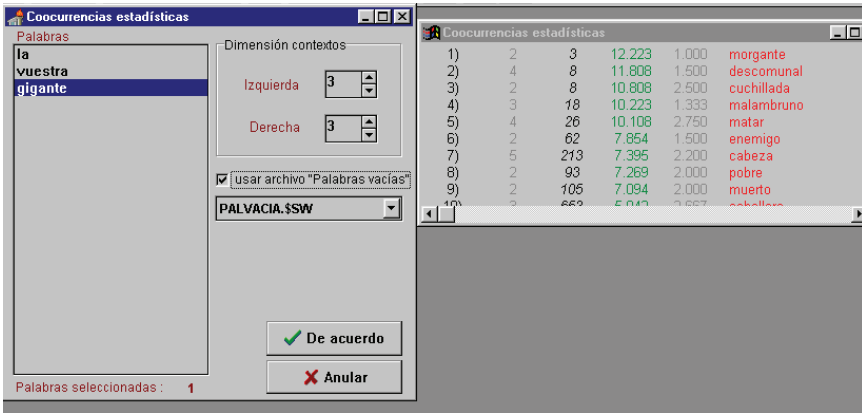 Coocurrencias estadísticas
Palabras
la
vuestra
gigante
Dimensión contextos
Izquierda 3
Derecha 3
usar archivo "Palabras vacías"
PALVACIA.$SW
De acuerdo
Anular
Palabras seleccionadas : 1
Coocurrencias estadísticas
1) 2 3 12.223 1.000 morgante
2) 4 8 11.808 1.500 descomunal
3) 2 8 10.808 2.500 cuchillada
4) 3 18 10.223 1.333 malambruno
5) 4 26 10.108 2.750 matar
6) 2 62 7.854 1.500 enemigo
7) 5 213 7.395 2.200 cabeza
8) 2 93 7.269 2.000 pobre
9) 2 105 7.094 2.000 muerto